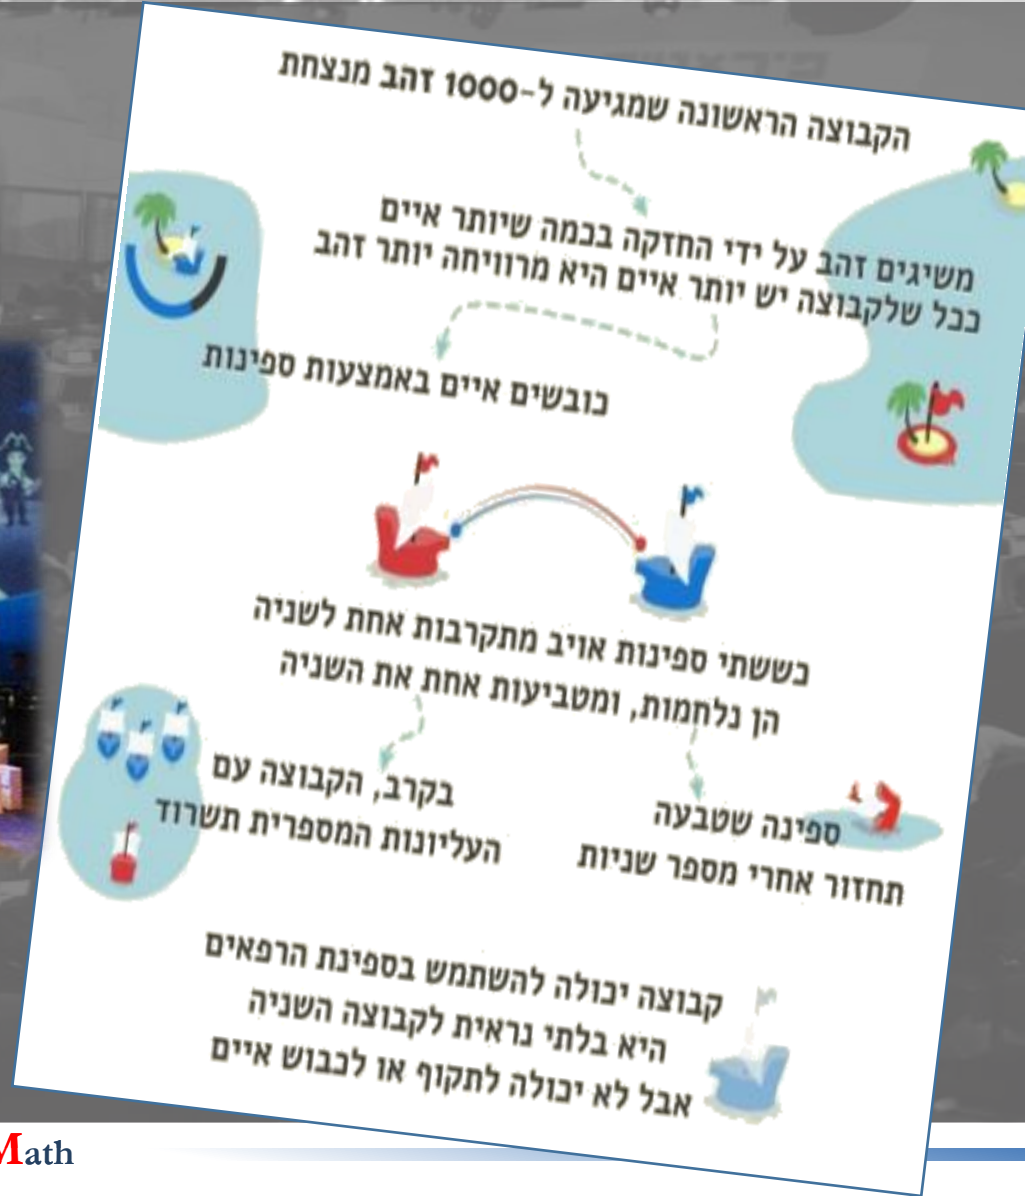 הקבוצה הראשונה שמגיעה ל-1000 זהב מנצחת
משיגים זהב על ידי החזקה בכמה שיותר איים
ככל שלקבוצה יש יותר איים היא מרוויחה יותר זהב
כובשים איים באמצעות ספינות
כששתי ספינות אויב מתקרבות אחת לשניה
הן נלחמות, ומטביעות אחת את השניה
ספינה שטבעה
תחזור אחרי מספר שניות
בקרב, הקבוצה עם
העליונות המספרית תשרוד
קבוצה יכולה להשתמש בספינת הרפאים
היא בלתי נראית לקבוצה השניה
אבל לא יכולה לתקוף או לכבוש איים
Math